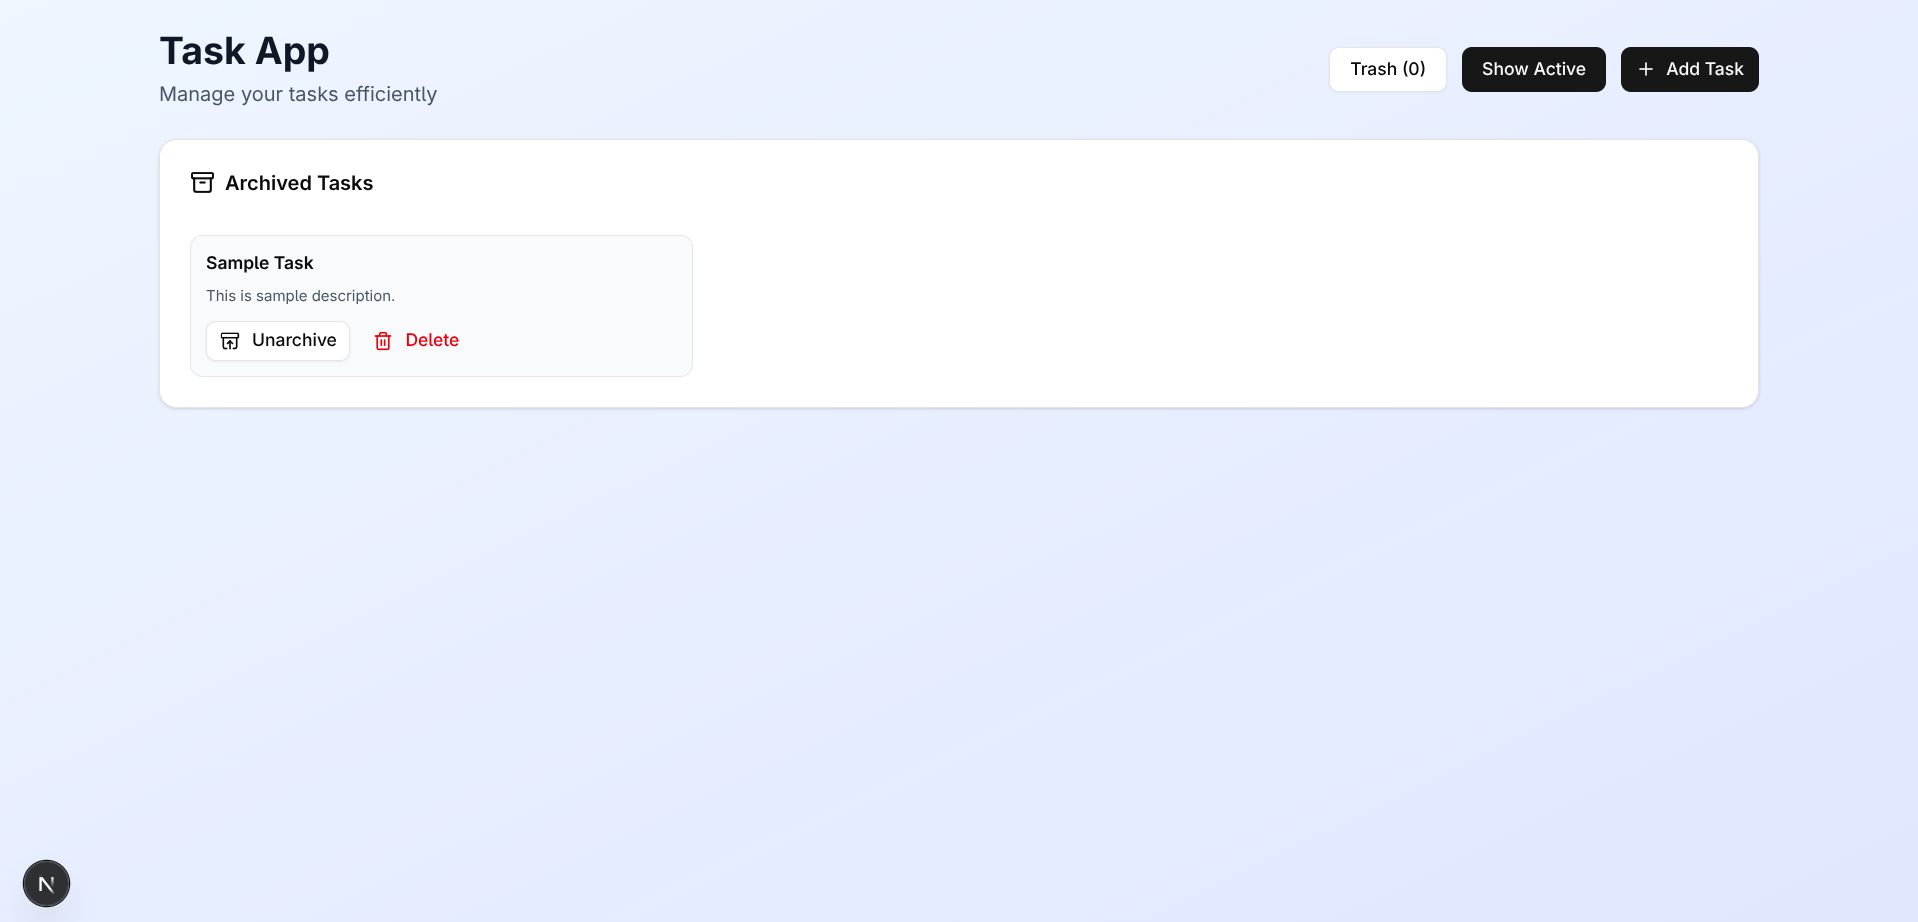 Task App
Manage your tasks efficiently
Trash (0)
Show Active
Add Task
Archived Tasks
Sample Task
This is sample description.
Unarchive
Delete
N